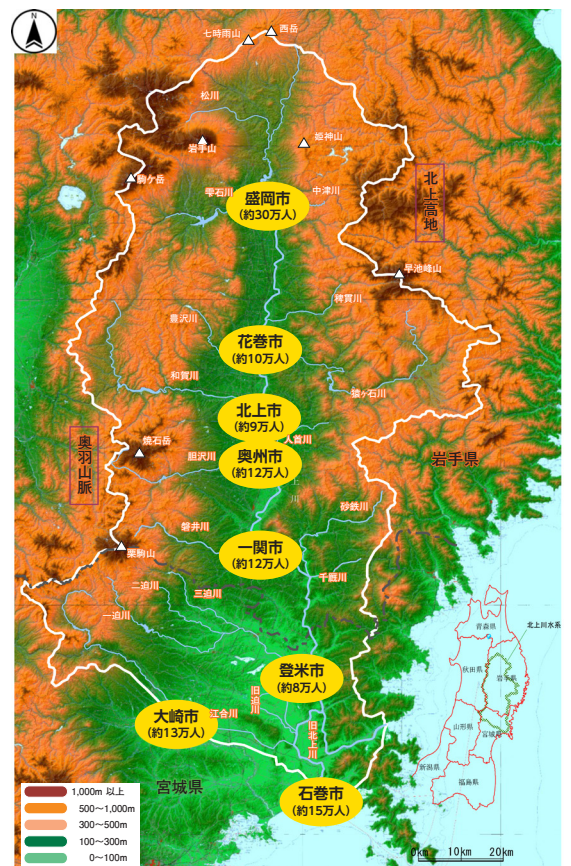 N
七時雨山
西岳
松川
岩手山
姫神山
駒ケ岳
雫石川
中津川
盛岡市
(約30万人)
北上高地
早池峰山
稗貫川
豊沢川
花巻市
(約10万人)
和賀川
猿ヶ石川
北上市
(約9万人)
人首川
奥羽山脈
焼石岳
胆沢川
奥州市
(約12万人)
岩手県
上川
砂鉄川
磐井川
一関市
(約12万人)
栗駒山
千厩川
二迫川
三迫川
一迫川
登米市
(約8万人)
旧迫川
大崎市
(約13万人)
江合川
旧北上川
宮城県
石巻市
(約15万人)
青森県
北上川水系
秋田県
岩手県
山形県
宮城県
新潟県
福島県
1,000m 以上
500～1,000m
300～500m
100～300m
0～100m
0km 10km 20km